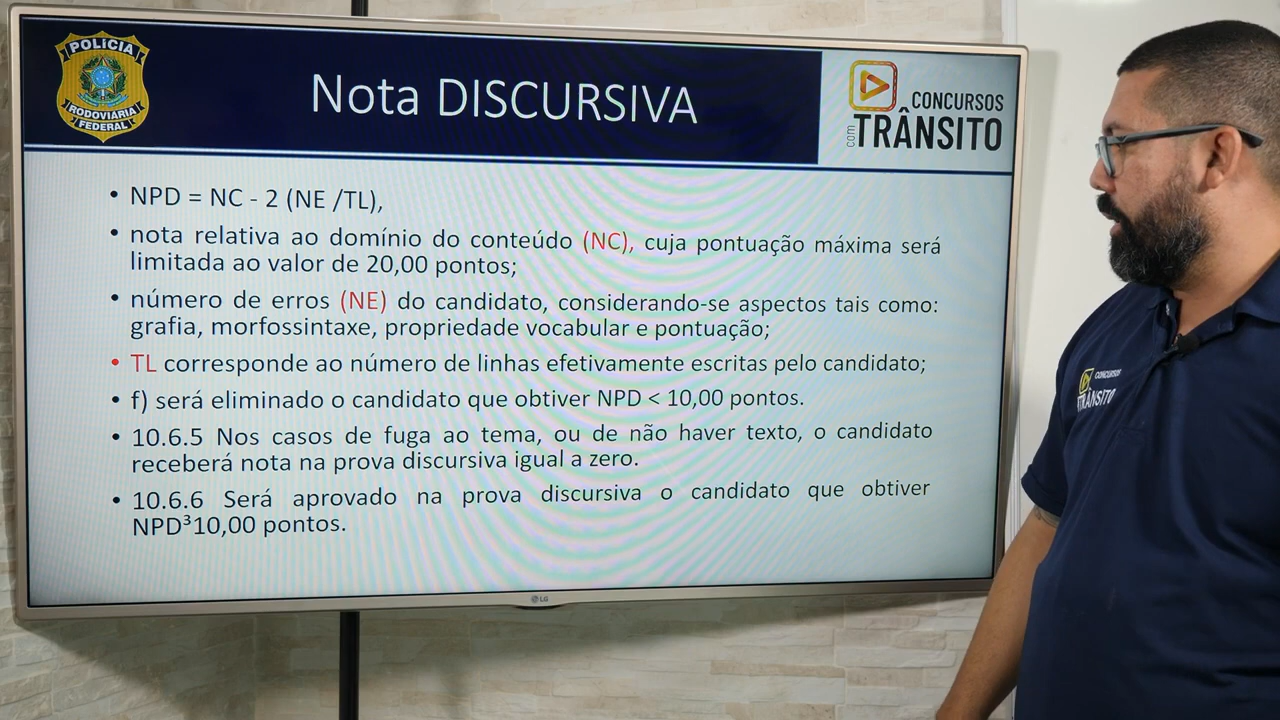 POLÍCIA
RODOVIÁRIA
FEDERAL
Nota DISCURSIVA
CONCURSOS
com TRÂNSITO
• NPD = NC - 2 (NE /TL),
• nota relativa ao domínio do conteúdo (NC), cuja pontuação máxima será
limitada ao valor de 20,00 pontos;
• número de erros (NE) do candidato, considerando-se aspectos tais como:
grafia, morfossintaxe, propriedade vocabular e pontuação;
• TL corresponde ao número de linhas efetivamente escritas pelo candidato;
• f) será eliminado o candidato que obtiver NPD < 10,00 pontos.
• 10.6.5 Nos casos de fuga ao tema, ou de não haver texto, o candidato
receberá nota na prova discursiva igual a zero.
• 10.6.6 Será aprovado na prova discursiva o candidato que obtiver
NPD³10,00 pontos.
LG
CONCURSOS
TRÂNSITO